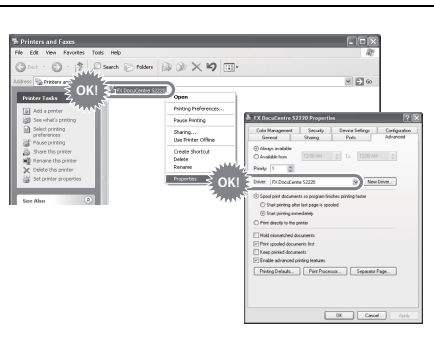 Printers and Faxes
File Edit View Favorites Tools Help
Back Search Folders
Address Printers an Go
OK!
FX DocuCentre S2220
Printer Tasks
Add a printer
See what's printing
Select printing
preferences
Pause printing
Share this printer
Rename this printer
Delete this printer
Set printer properties
See Also
Open
Printing Preferences...
Pause Printing
Sharing...
Use Printer Offline
Create Shortcut
Delete
Rename
Properties
OK!
FX DocuCentre S2220 Properties
Color Management Security Device Settings Configuration
General Sharing Ports Advanced
Always available
Available from 12:00 AM To 12:00 AM
Priority: 1
Driver: FX DocuCentre S2220 New Driver...
Spool print documents so program finishes printing faster
Start printing after last page is spooled
Start printing immediately
Print directly to the printer
Hold mismatched documents
Print spooled documents first
Keep printed documents
Enable advanced printing features
Printing Defaults... Print Processor... Separator Page...
OK Cancel Apply